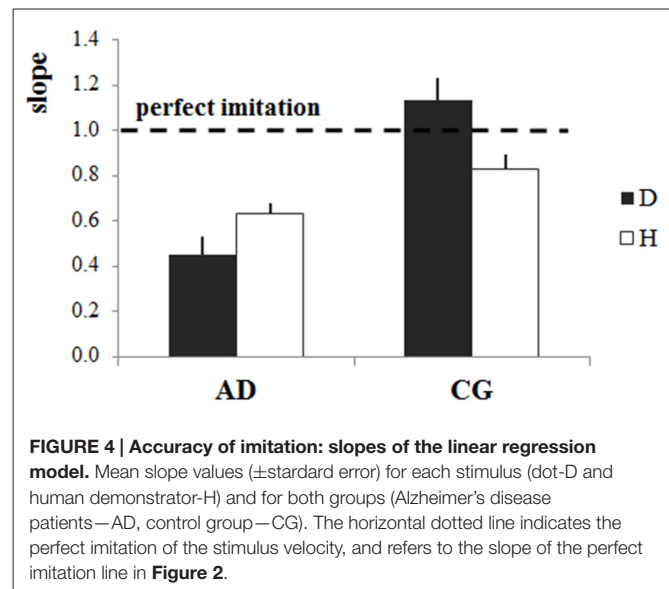 1.4
1.2
1.0
0.8
0.6
0.4
0.2
0.0
slope
perfect imitation
D
H
AD
CG
FIGURE 4 | Accuracy of imitation: slopes of the linear regression
model. Mean slope values (±stardard error) for each stimulus (dot-D and
human demonstrator-H) and for both groups (Alzheimer's disease
patients—AD, control group—CG). The horizontal dotted line indicates the
perfect imitation of the stimulus velocity, and refers to the slope of the perfect
imitation line in Figure 2.